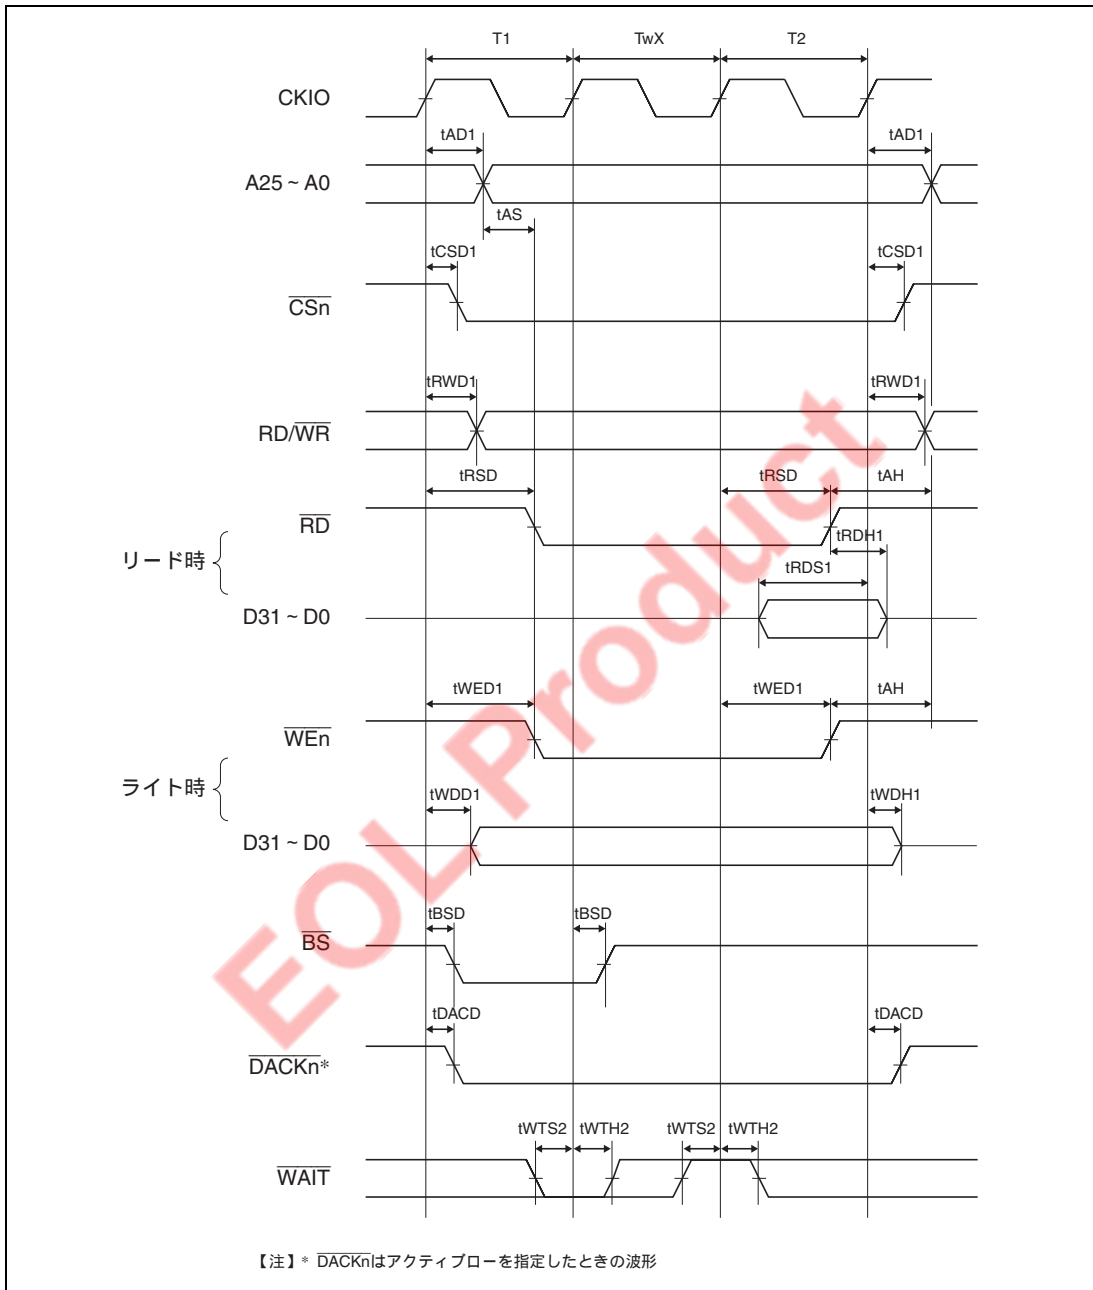 T1 TwX T2
CKIO
tAD1 tAD1
A25 ~ A0
tAS
tCSD1 tCSD1
CSn
tRWD1 tRWD1
RD/WR
tRSD tRSD tAH
RD
tRDH1
リード時
tRDS1
D31 ~ D0
tWED1 tWED1 tAH
WEn
ライト時
tWDD1 tWDH1
D31 ~ D0
tBSD tBSD
BS
tDACD tDACD
DACKn*
tWTS2 tWTH2 tWTS2 tWTH2
WAIT
【注】* DACKnはアクティブローを指定したときの波形
EOL Product